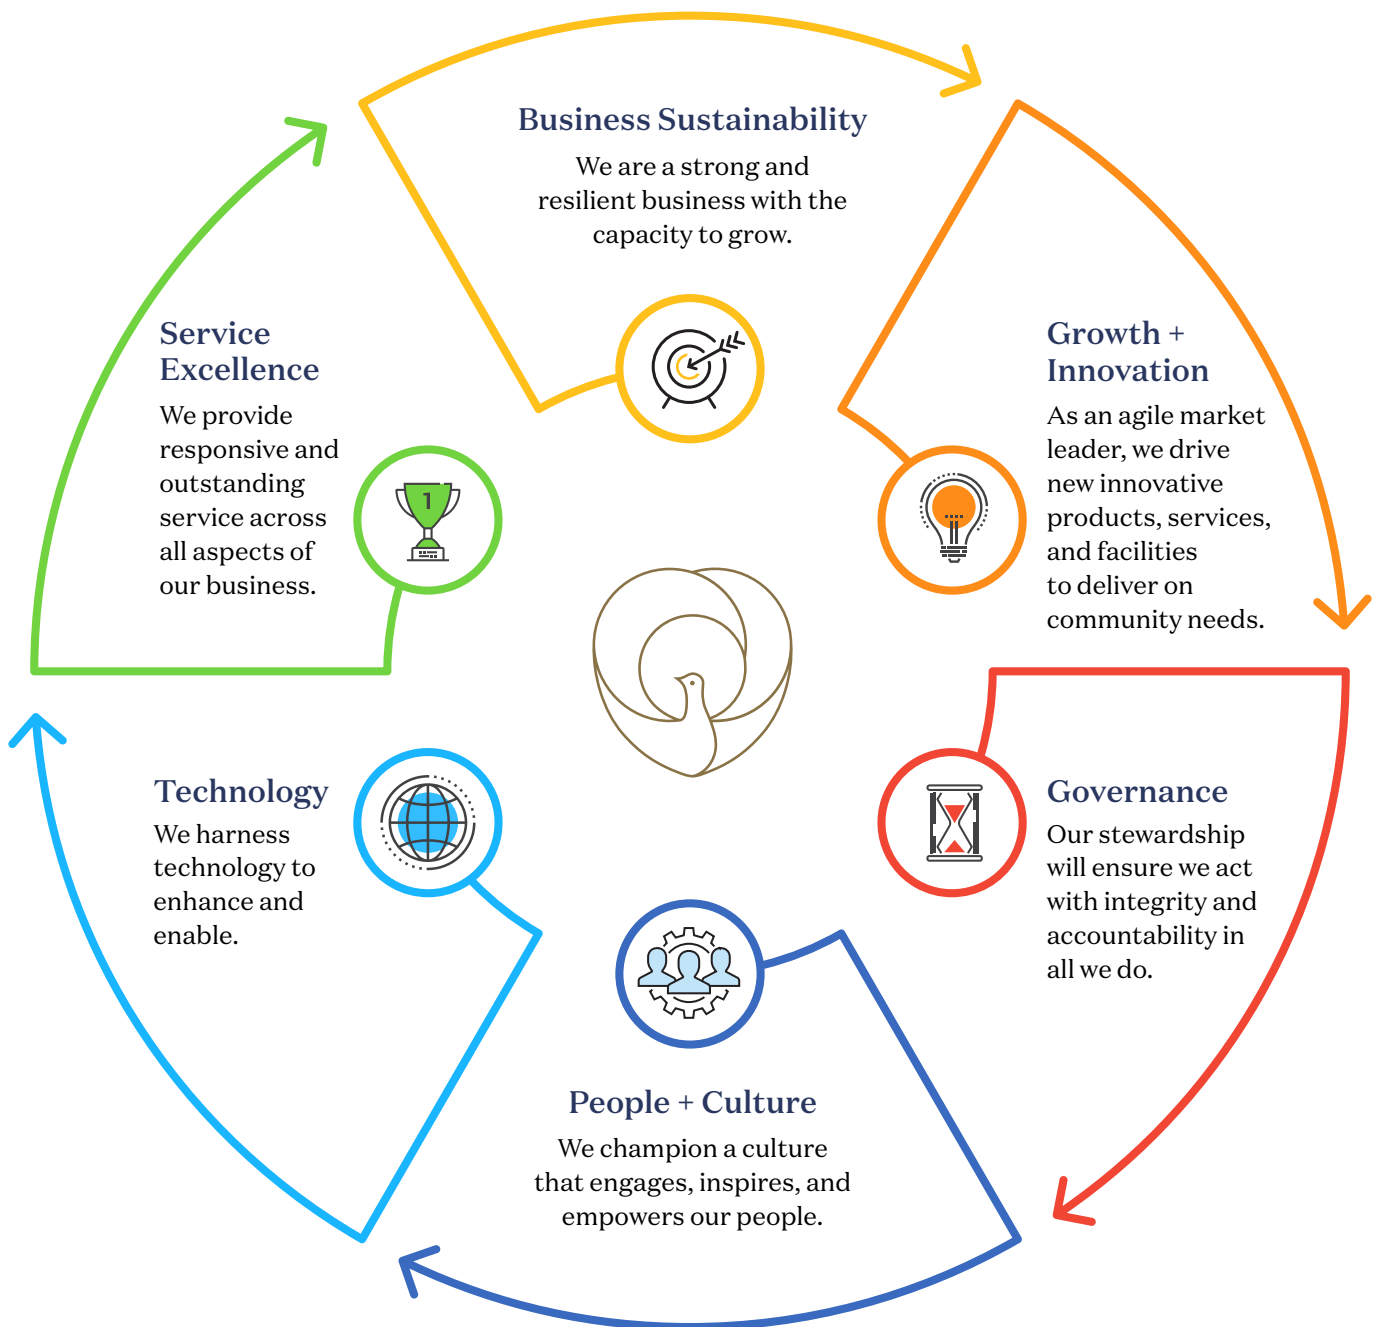 Business Sustainability
We are a strong and
resilient business with the
capacity to grow.
Growth +
Innovation
As an agile market
leader, we drive
new innovative
products, services,
and facilities
to deliver on
community needs.
Governance
Our stewardship
will ensure we act
with integrity and
accountability in
all we do.
People + Culture
We champion a culture
that engages, inspires, and
empowers our people.
Technology
We harness
technology to
enhance and
enable.
Service
Excellence
We provide
responsive and
outstanding
service across
all aspects of
our business.
1